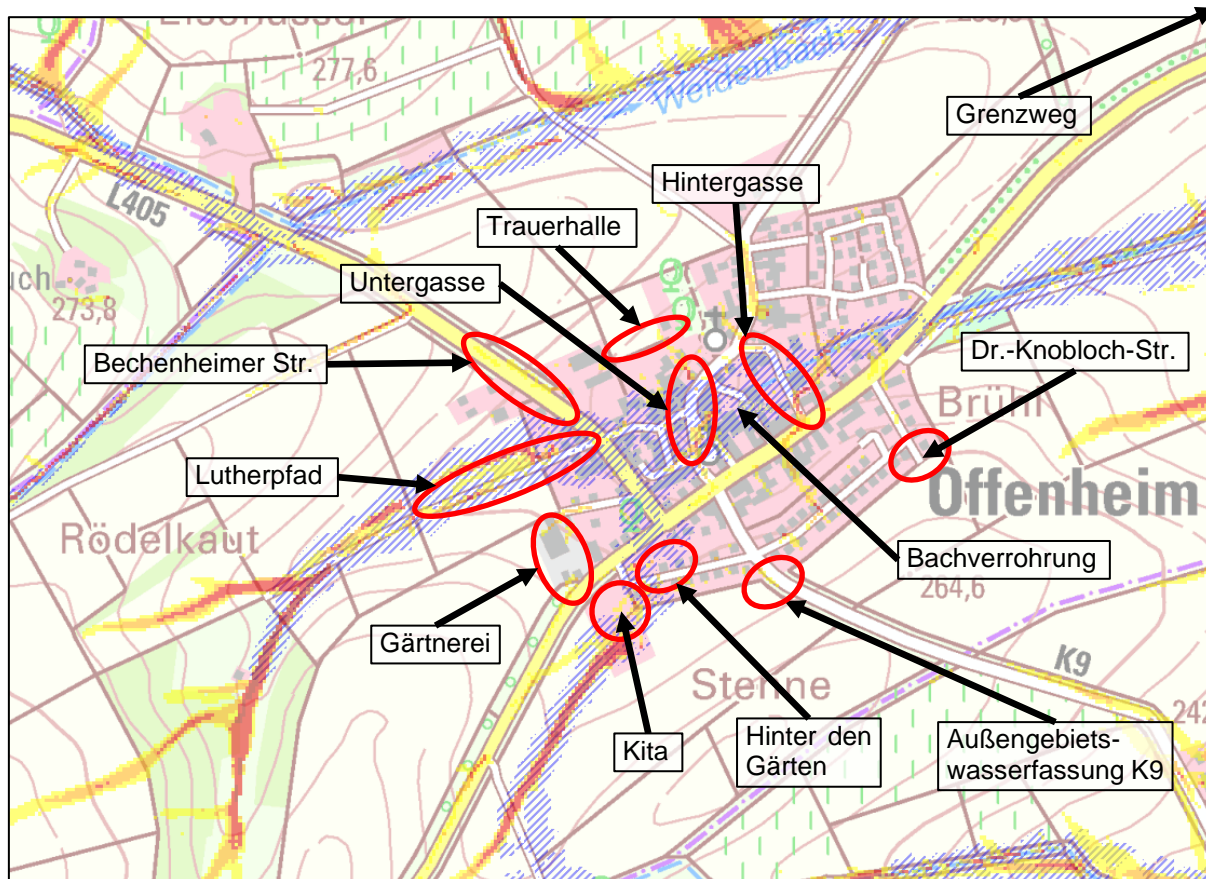 277,6
Weidenbach
Grenzweg
L405
Hintergasse
Trauerhalle
Untergasse
273,8
Bechenheimer Str.
Dr.-Knobloch-Str.
Brühl
Offenheim
Lutherpfad
Rödelkaut
Bachverrohrung
264,6
Gärtnerei
K9
Stenne
Kita
Hinter den
Gärten
Außengebiets-
wasserfassung K9